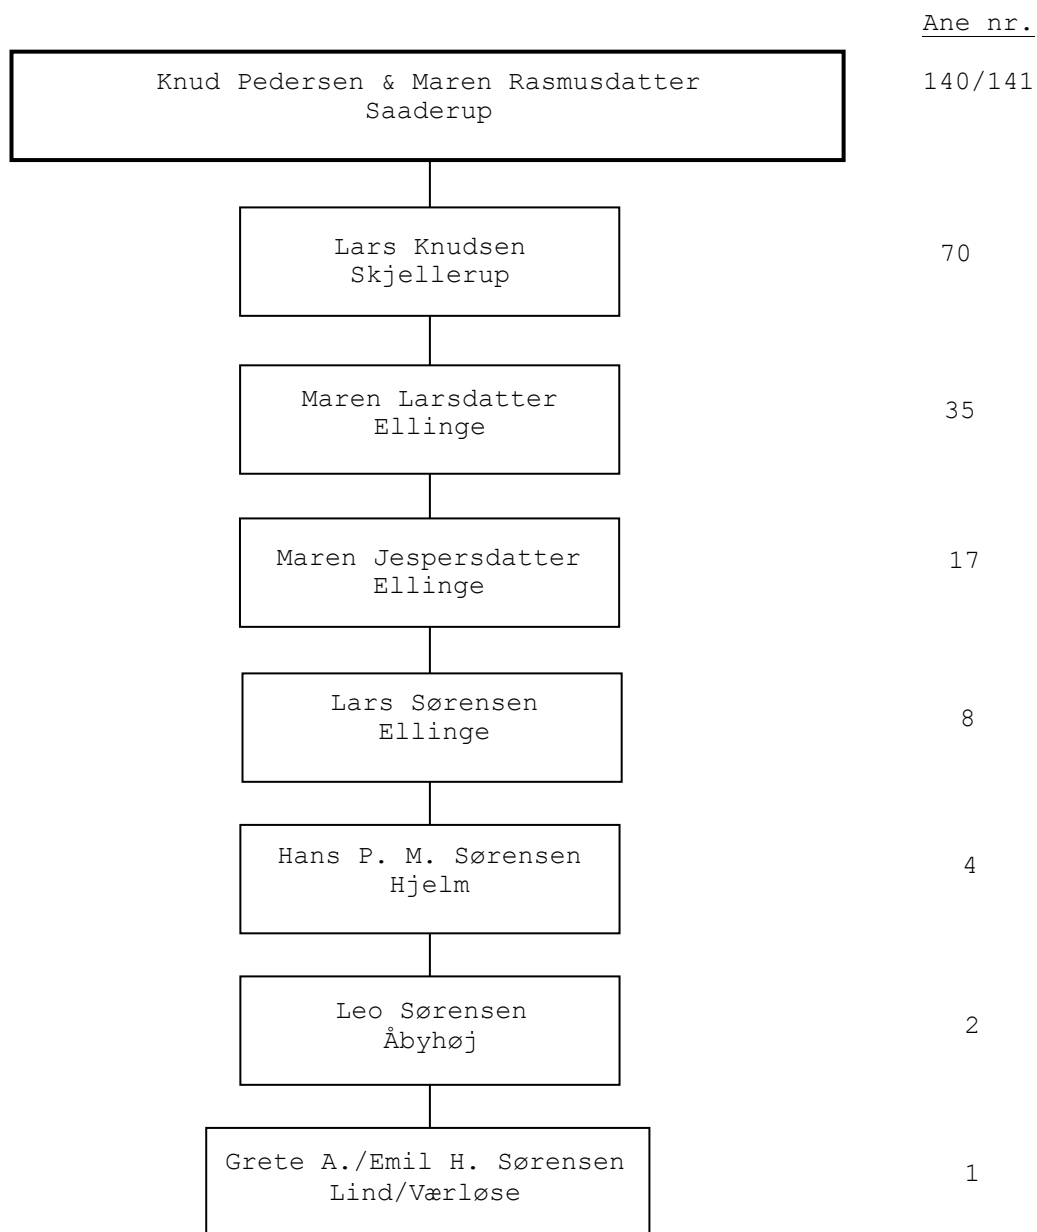 Ane nr.
Knud Pedersen & Maren Rasmusdatter
Saaderup
140/141
Lars Knudsen
Skjellerup
70
Maren Larsdatter
Ellinge
35
Maren Jespersdatter
Ellinge
17
Lars Sørensen
Ellinge
8
Hans P. M. Sørensen
Hjelm
4
Leo Sørensen
Åbyhøj
2
Grete A./Emil H. Sørensen
Lind/Værløse
1